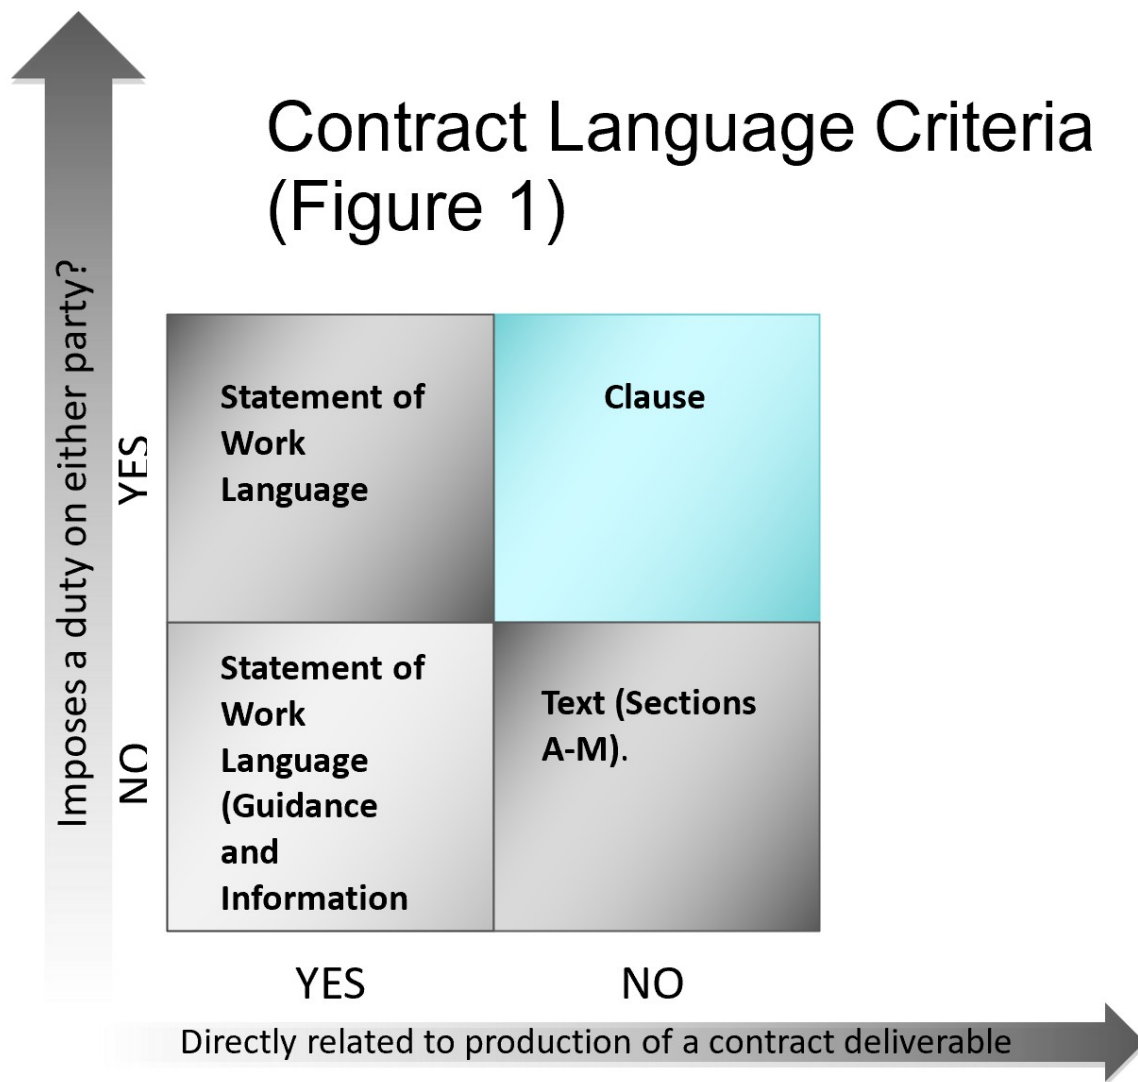 Contract Language Criteria
(Figure 1)
Imposes a duty on either party?
YES
Statement of
Work
Language
Clause
NO
Statement of
Work
Language
(Guidance
and
Information
Text (Sections
A-M).
YES
NO
Directly related to production of a contract deliverable